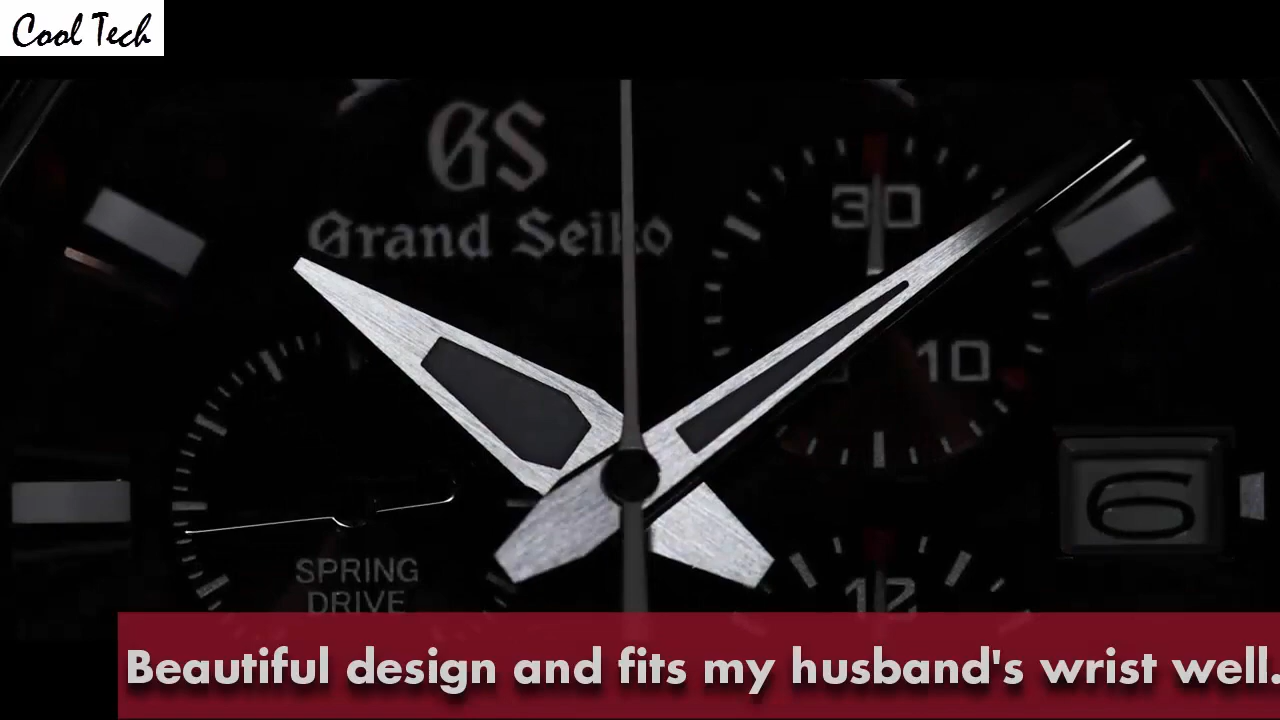 Cool Tech
GS
Grand Seiko
30
10
6
SPRING
DRIVE
12
Beautiful design and fits my husband's wrist well.